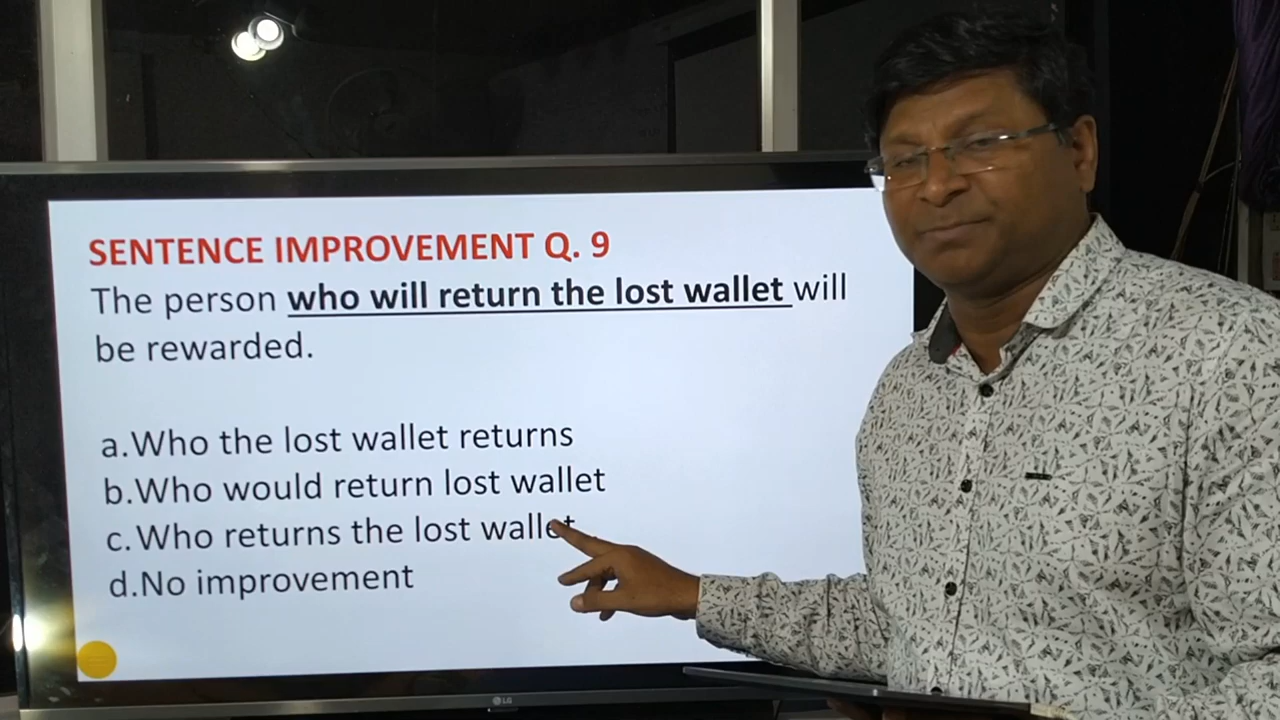 SENTENCE IMPROVEMENT Q. 9
The person who will return the lost wallet will
be rewarded.
a.Who the lost wallet returns
b.Who would return lost wallet
c. Who returns the lost wallet
d.No improvement
LG